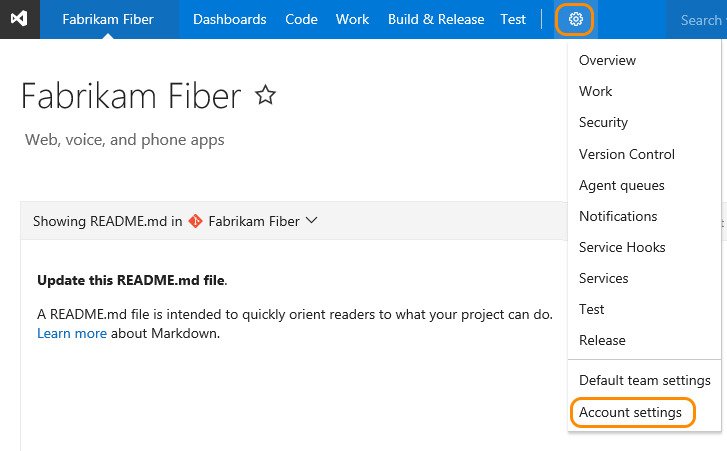 Fabrikam Fiber Dashboards Code Work Build & Release Test Search
Overview
Fabrikam Fiber
Work
Security
Web, voice, and phone apps
Version Control
Agent queues
Notifications
Showing README.md in Fabrikam Fiber
Service Hooks
Update this README.md file.
Services
A README.md file is intended to quickly orient readers to what your project can do.
Test
Learn more about Markdown.
Release
Default team settings
Account settings